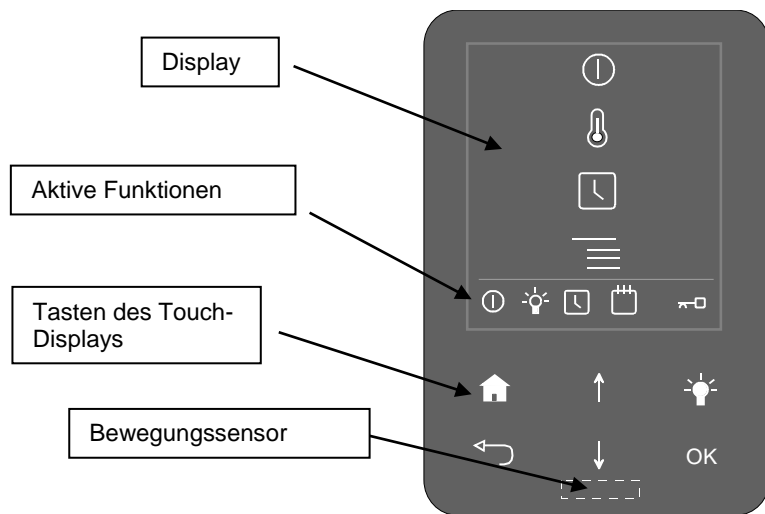 Display
Aktive Funktionen
Tasten des Touch-
Displays
Bewegungssensor
OK